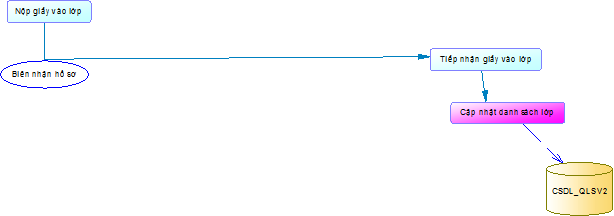 Nộp giấy vào lớp
Tiếp nhận giấy vào lớp
Biên nhận hồ sơ
Cập nhật danh sách lớp
CSDL_QLSV2